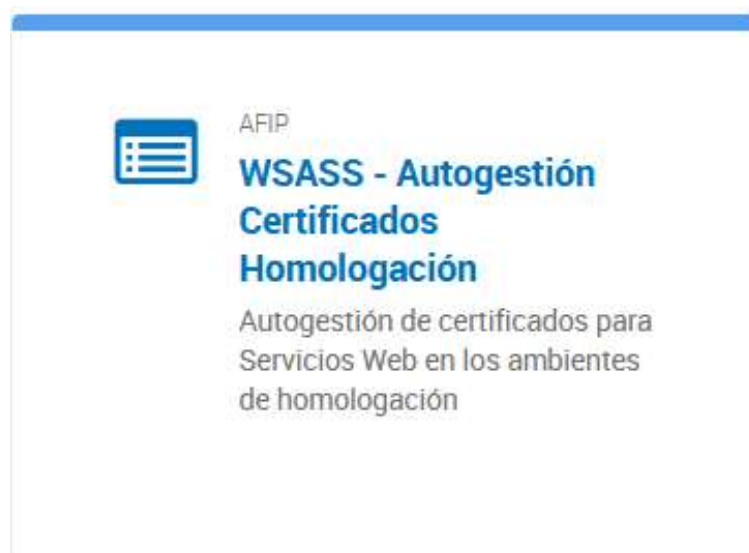 AFIP
WSASS - Autogestión
Certificados
Homologación
Autogestión de certificados para
Servicios Web en los ambientes
de homologación